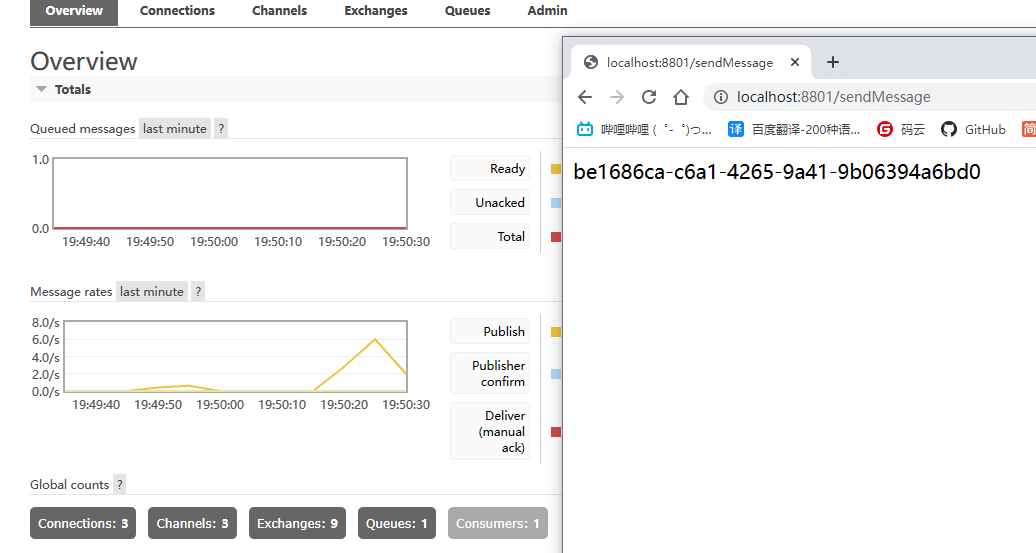 Overview Connections Channels Exchanges Queues Admin
Overview
Totals
Queued messages last minute ?
1.0
0.0
19:49:40 19:49:50 19:50:00 19:50:10 19:50:20 19:50:30
Ready
Unacked
Total
Message rates last minute ?
8.0/s
6.0/s
4.0/s
2.0/s
0.0/s
19:49:40 19:49:50 19:50:00 19:50:10 19:50:20 19:50:30
Publish
Publisher
confirm
Deliver
(manual
ack)
Global counts ?
Connections: 3 Channels: 3 Exchanges: 9 Queues: 1 Consumers: 1
localhost:8801/sendMessage
localhost:8801/sendMessage
哔哩哔哩 ( ゜- ゜)つ... 译 百度翻译-200种语... G 码云 GitHub 简
be1686ca-c6a1-4265-9a41-9b06394a6bd0